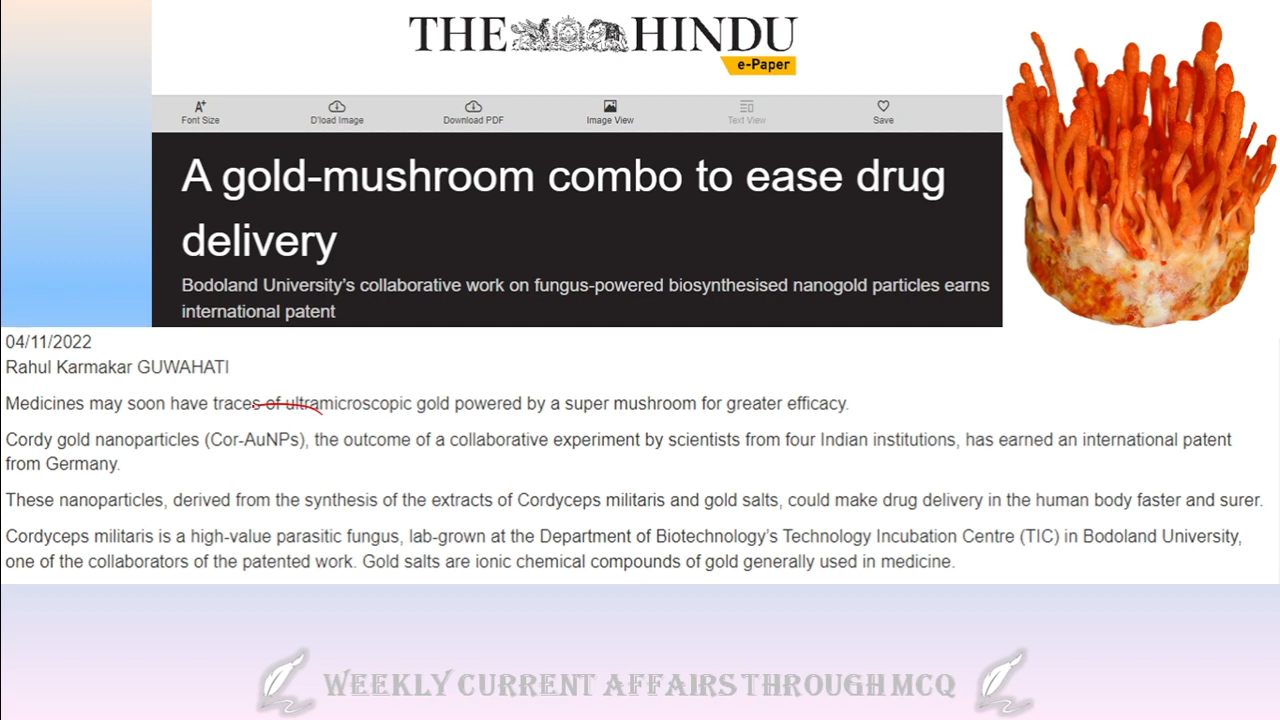 THE HINDU
e-Paper
A+
Font Size
D'load Image
Download PDF
Image View
Text View
Save
A gold-mushroom combo to ease drug
delivery
Bodoland University's collaborative work on fungus-powered biosynthesised nanogold particles earns
international patent
04/11/2022
Rahul Karmakar GUWAHATI
Medicines may soon have traces of ultramicroscopic gold powered by a super mushroom for greater efficacy.
Cordy gold nanoparticles (Cor-AuNPs), the outcome of a collaborative experiment by scientists from four Indian institutions, has earned an international patent
from Germany.
These nanoparticles, derived from the synthesis of the extracts of Cordyceps militaris and gold salts, could make drug delivery in the human body faster and surer.
Cordyceps militaris is a high-value parasitic fungus, lab-grown at the Department of Biotechnology's Technology Incubation Centre (TIC) in Bodoland University,
one of the collaborators of the patented work. Gold salts are ionic chemical compounds of gold generally used in medicine.
WEEKLY CURRENT AFFAIRS THROUGH MCQ